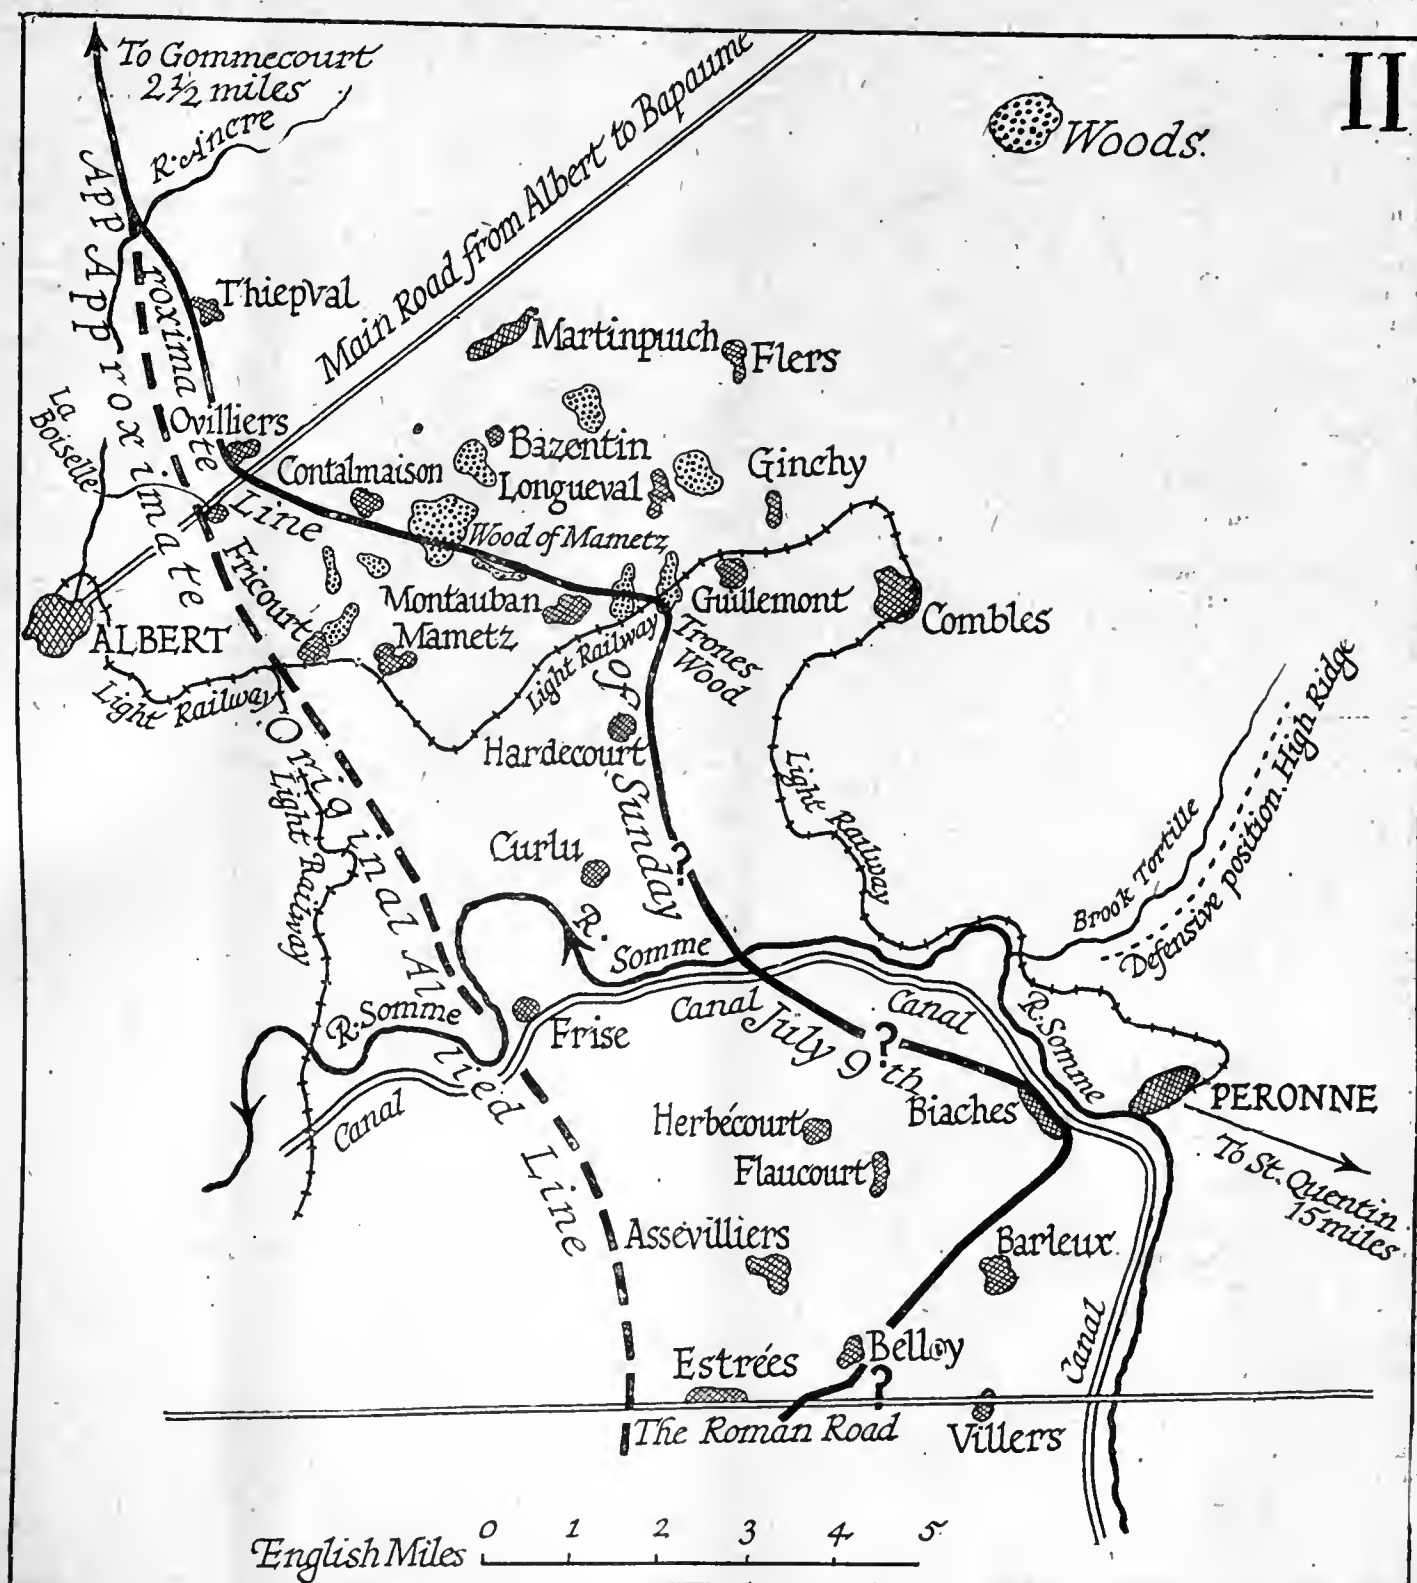 II
To Gommecourt
2½ miles
R. Aincre
Woods.
Main Road from Albert to Bapaume
Approximate Line of Sunday July 9th
Approximate Original Allied Line
Thiepval
Martinpuich
Flers
La
Boiselle
Ovilliers
Contalmaison
Bazentin
Longueval
Ginchy
Wood of Mametz
Fricourt
Montauban
Mametz
Guillemont
Combles
ALBERT
Trones
Wood
Light Railway
Light Railway
Hardecourt
Light Railway
Light Railway
Curlu
Brook Tortille
Defensive position. High Ridge
R. Somme
Canal
Canal
R. Somme
R. Somme
Frise
?
?
Canal
Herbécourt
Biaches
PERONNE
Flaucourt
To St. Quentin
15 miles
Assevilliers
Barleux
Canal
Estrées
Belloy
?
The Roman Road
Villers
English Miles 0 1 2 3 4 5